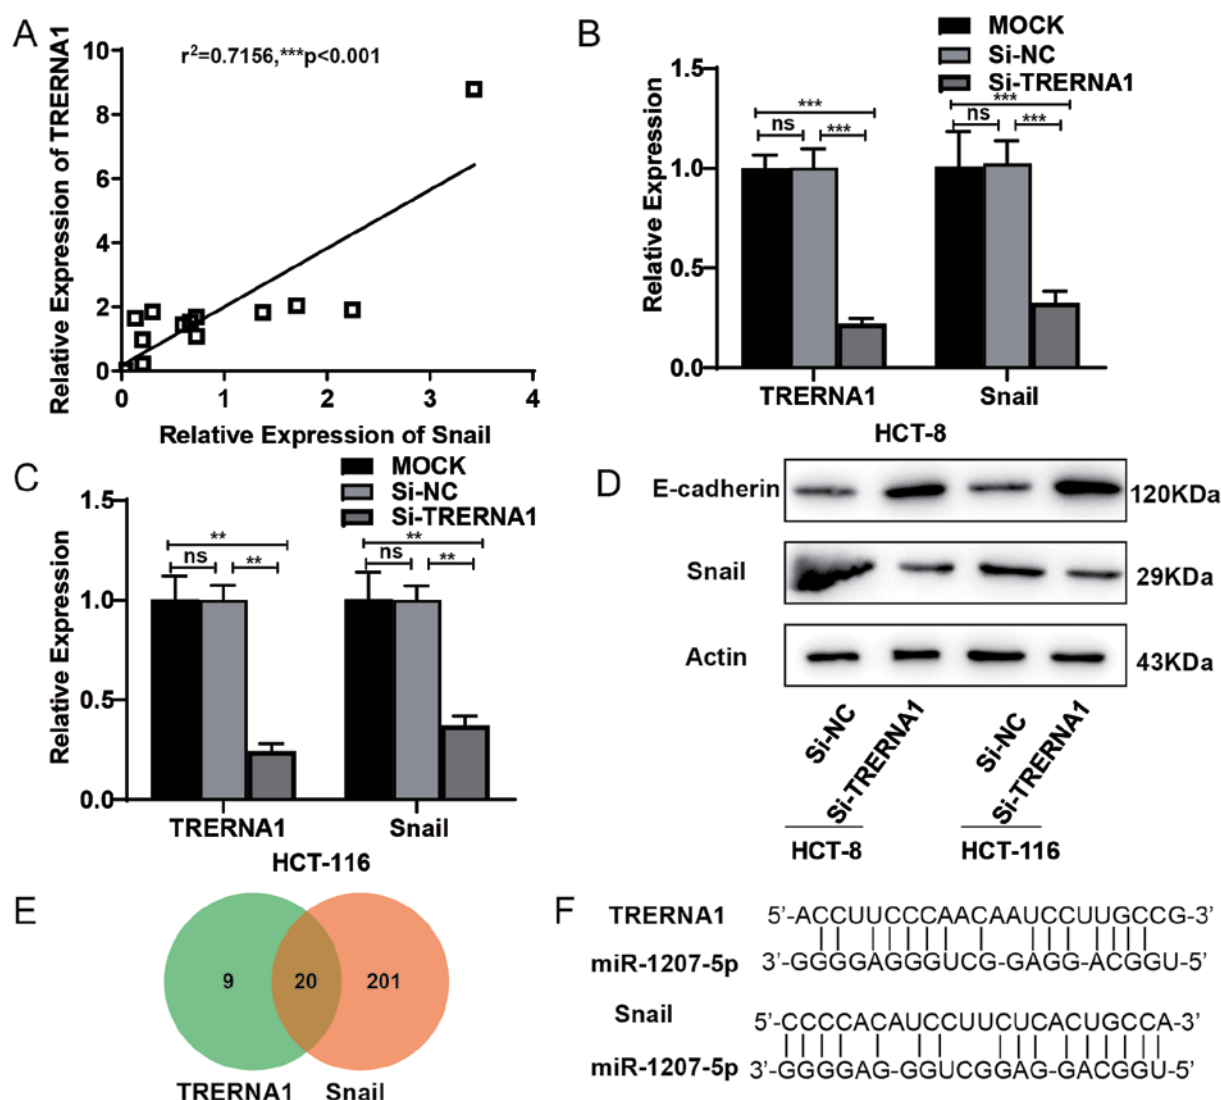 A
r²=0.7156,***p<0.001
Relative Expression of TRERNA1
10
8
6
4
2
0
0 1 2 3 4
Relative Expression of Snail
B
MOCK
Si-NC
Si-TRERNA1
Relative Expression
1.5
1.0
0.5
0.0
***
ns
***
***
ns
***
TRERNA1 Snail
HCT-8
C
MOCK
Si-NC
Si-TRERNA1
Relative Expression
1.5
1.0
0.5
0.0
**
ns
**
**
ns
**
TRERNA1 Snail
HCT-116
D
E-cadherin 120KDa
Snail 29KDa
Actin 43KDa
Si-NC
Si-TRERNA1
Si-NC
Si-TRERNA1
HCT-8 HCT-116
E
9 20 201
TRERNA1 Snail
F
TRERNA1 5'-ACCUUCCCAACAAUCCUUGCCG-3'
miR-1207-5p 3'-GGGGAGGGUCG-GAGG-ACGGU-5'
Snail
5'-CCCCACAUCCUUCUCACUGCCA-3'
miR-1207-5p 3'-GGGGAG-GGUCGGAG-GACGGU-5'